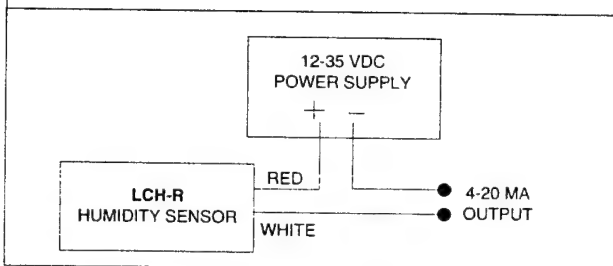 12-35 VDC
POWER SUPPLY
+ −
RED
LCH-R
HUMIDITY SENSOR
WHITE
4-20 MA
OUTPUT